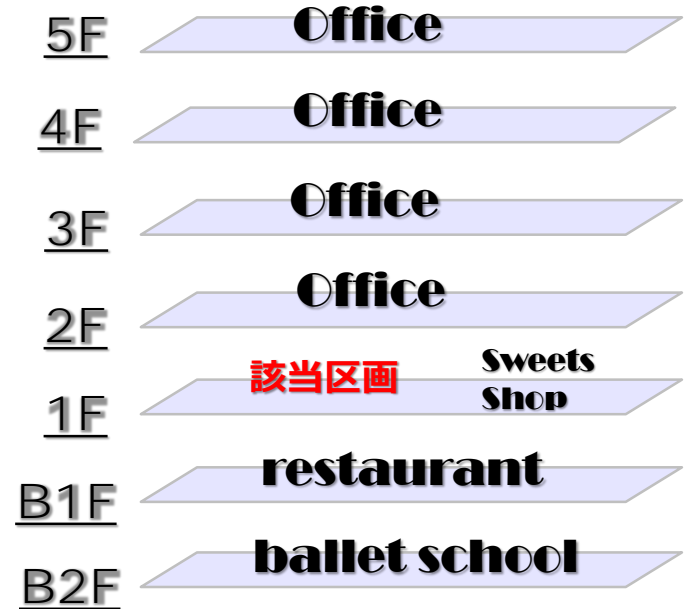 5F Office
4F Office
3F Office
2F Office
1F 該当区画 Sweets
Shop
B1F restaurant
B2F ballet school